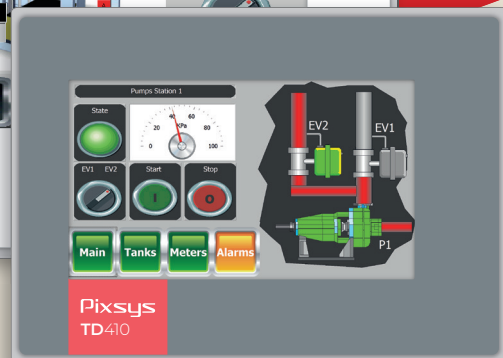 Pumps Station 1
State
40 60
20 KPa 80
0 100
EV1 EV2
Start
Stop
I
O
EV2
EV1
P1
Main
Tanks
Meters
Alarms
Pixsys
TD410